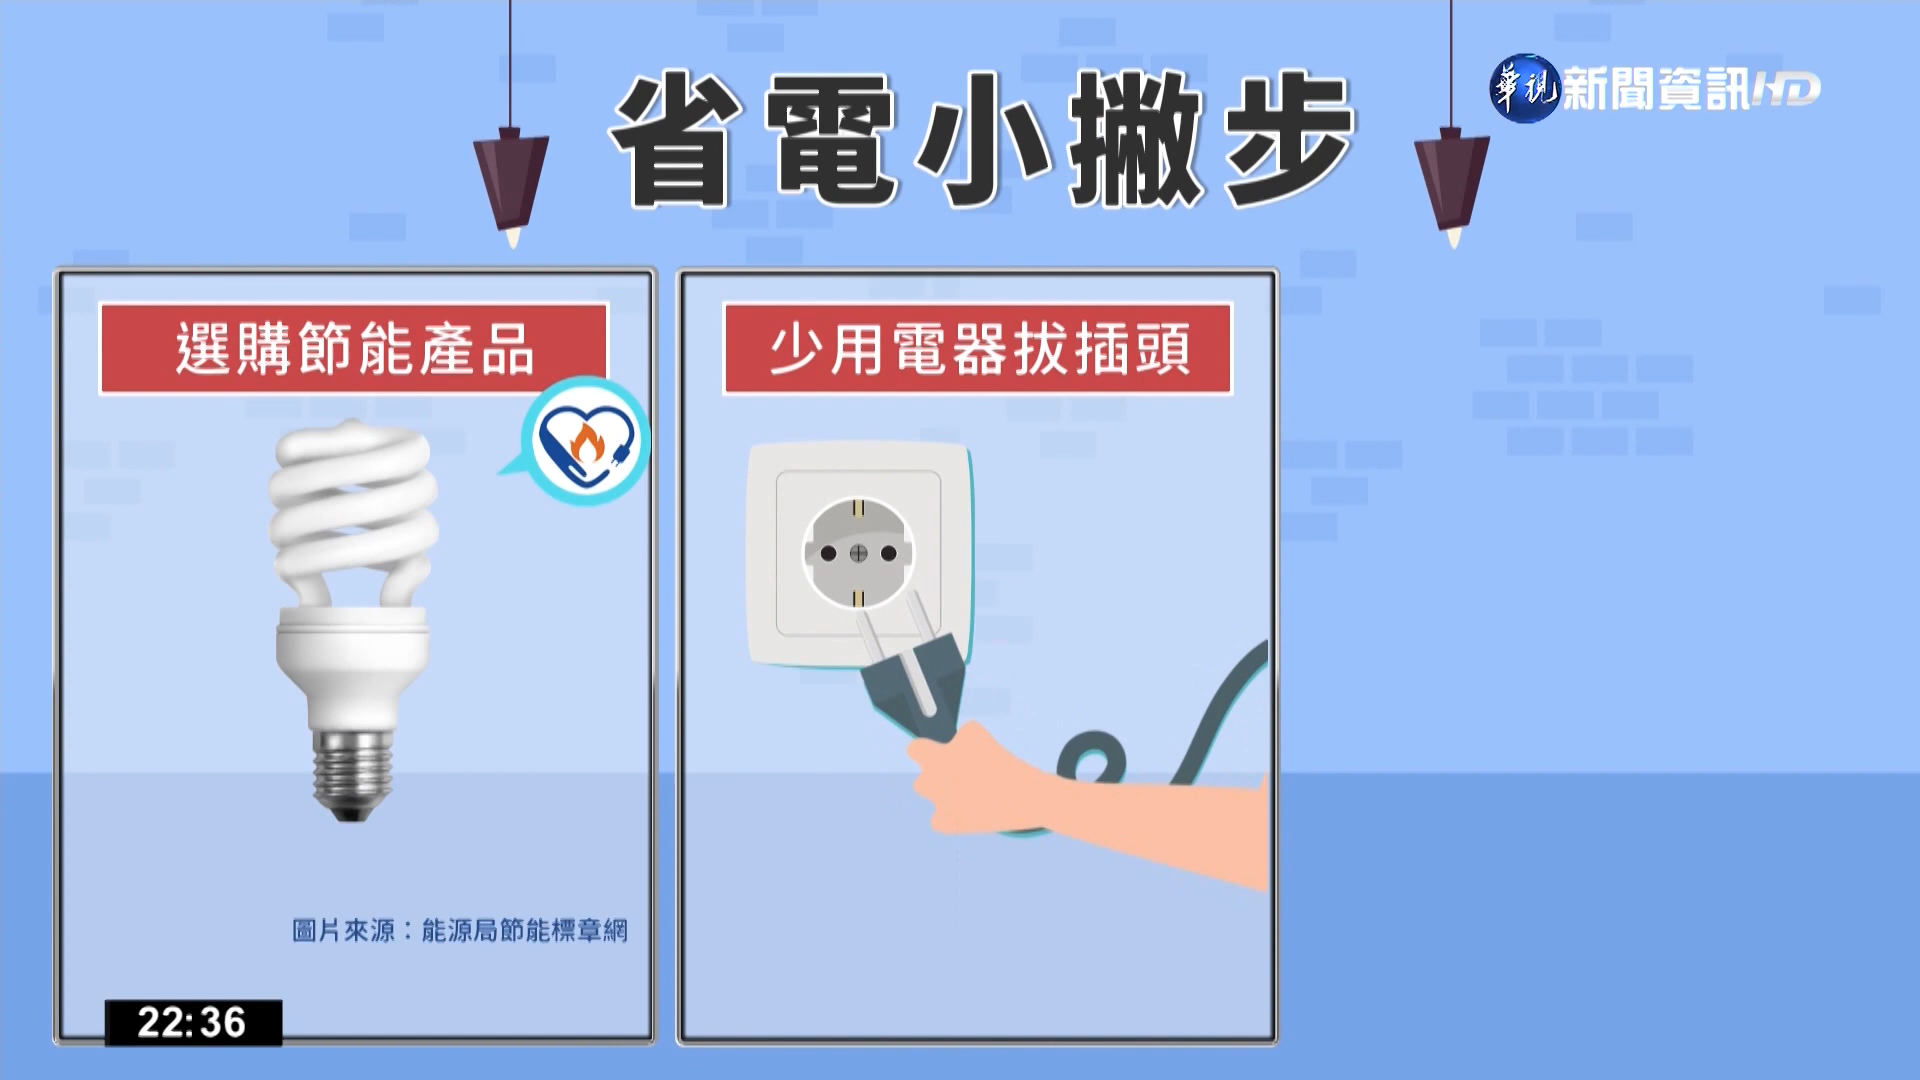 省電小撇步
華視新聞資訊HD
選購節能產品
少用電器拔插頭
圖片來源：能源局節能標章網
22:36